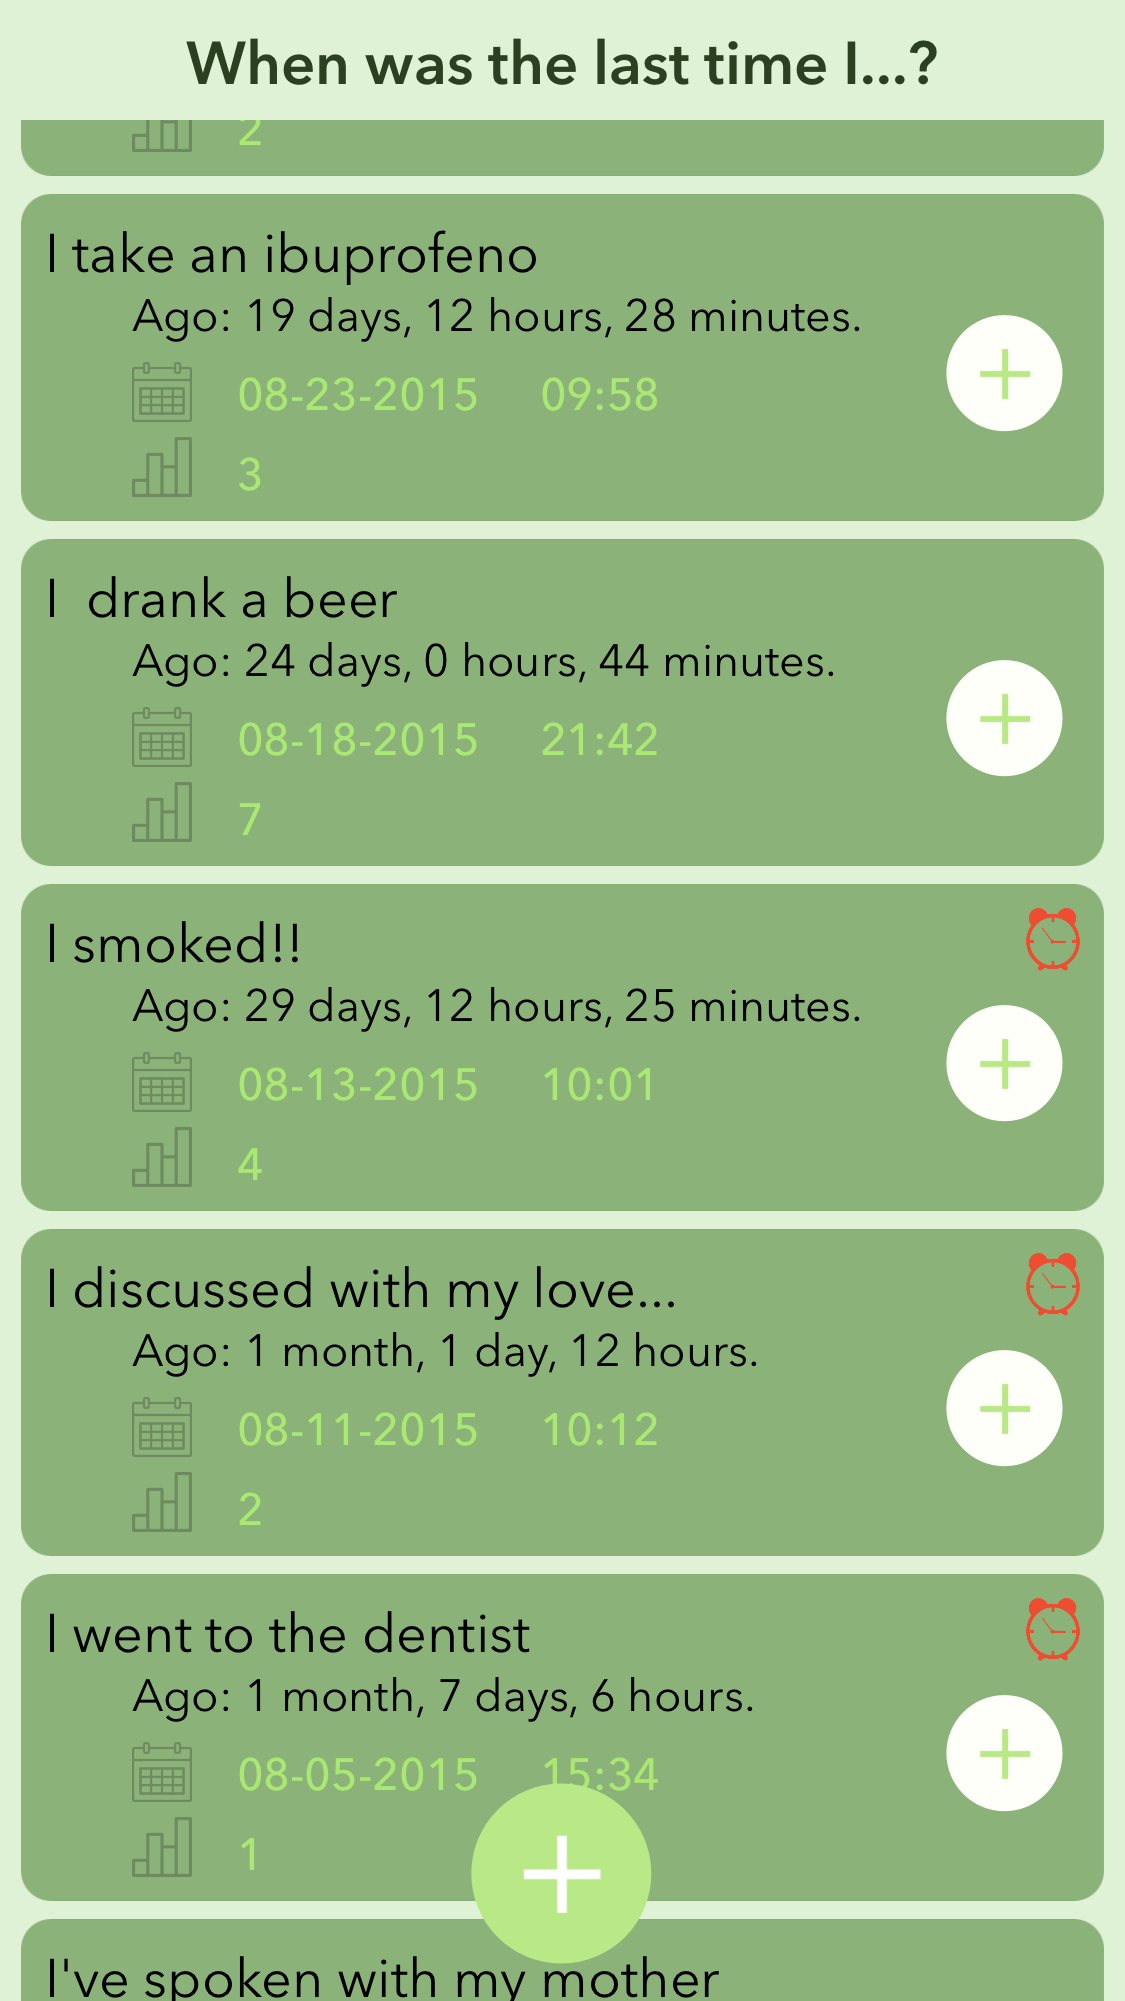 When was the last time I...?
2
I take an ibuprofeno
Ago: 19 days, 12 hours, 28 minutes.
08-23-2015 09:58
3
I  drank a beer
Ago: 24 days, 0 hours, 44 minutes.
08-18-2015 21:42
7
I smoked!!
Ago: 29 days, 12 hours, 25 minutes.
08-13-2015 10:01
4
I discussed with my love...
Ago: 1 month, 1 day, 12 hours.
08-11-2015 10:12
2
I went to the dentist
Ago: 1 month, 7 days, 6 hours.
08-05-2015 15:34
1
I've spoken with my mother